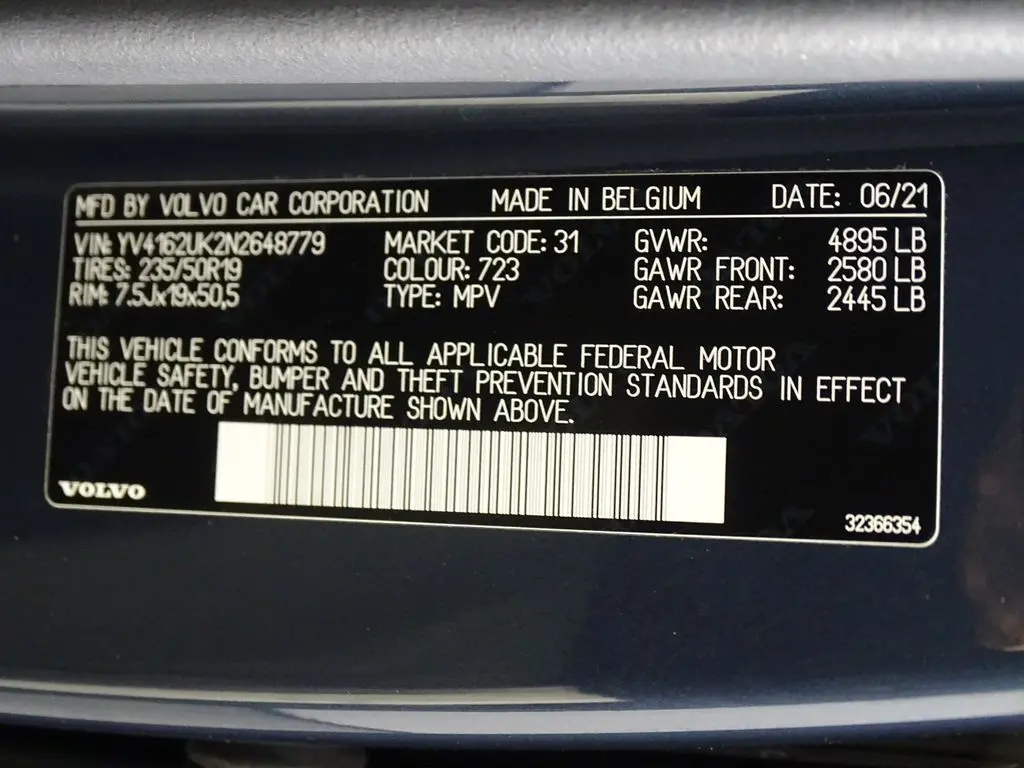 MFD BY VOLVO CAR CORPORATION MADE IN BELGIUM DATE: 06/21
VIN: YV4162UK2N2648779 MARKET CODE: 31 GVWR: 4895 LB
TIRES: 235/50R19 COLOUR: 723 GAWR FRONT: 2580 LB
RIM: 7.5Jx19x50,5 TYPE: MPV GAWR REAR: 2445 LB
THIS VEHICLE CONFORMS TO ALL APPLICABLE FEDERAL MOTOR
VEHICLE SAFETY, BUMPER AND THEFT PREVENTION STANDARDS IN EFFECT
ON THE DATE OF MANUFACTURE SHOWN ABOVE.
VOLVO
32366354